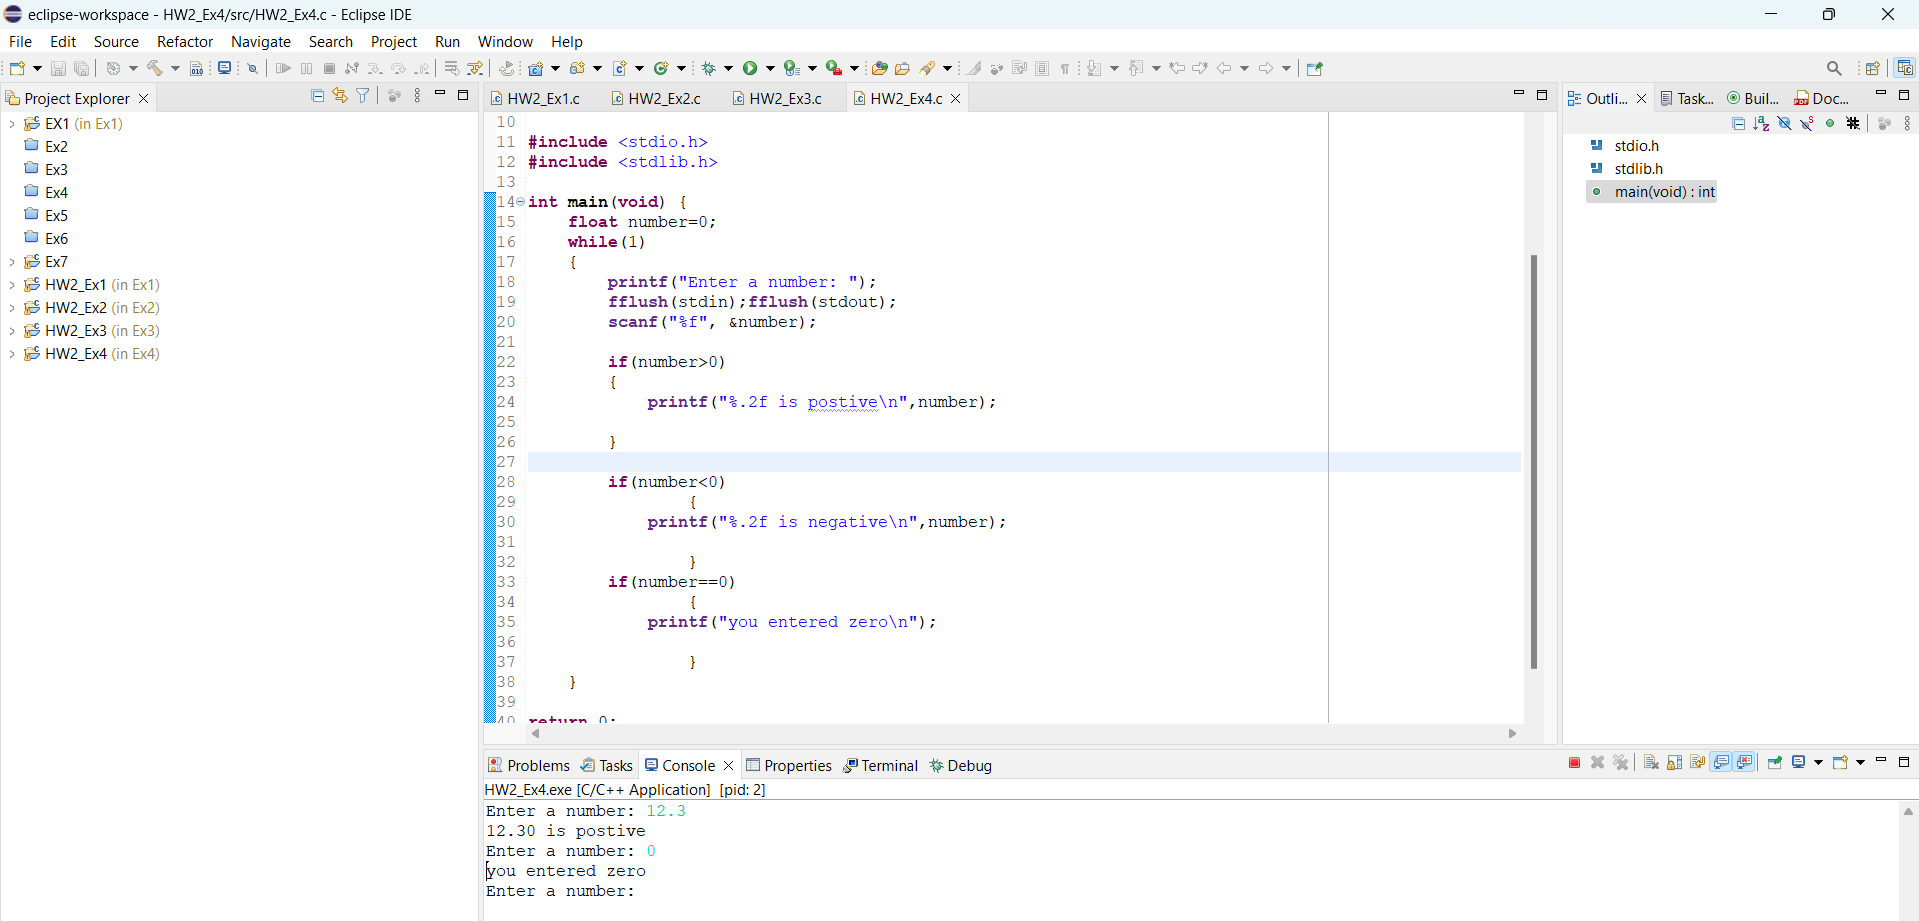 eclipse-workspace - HW2_Ex4/src/HW2_Ex4.c - Eclipse IDE
File Edit Source Refactor Navigate Search Project Run Window Help
Project Explorer
EX1 (in Ex1)
Ex2
Ex3
Ex4
Ex5
Ex6
Ex7
HW2_Ex1 (in Ex1)
HW2_Ex2 (in Ex2)
HW2_Ex3 (in Ex3)
HW2_Ex4 (in Ex4)
HW2_Ex1.c HW2_Ex2.c HW2_Ex3.c HW2_Ex4.c
10
11 #include <stdio.h>
12 #include <stdlib.h>
13
14 int main(void) {
15 float number=0;
16 while(1)
17 {
18 printf("Enter a number: ");
19 fflush(stdin);fflush(stdout);
20 scanf("%f", &number);
21
22 if(number>0)
23 {
24 printf("%.2f is postive\n",number);
25
26 }
27
28 if(number<0)
29 {
30 printf("%.2f is negative\n",number);
31
32 }
33 if(number==0)
34 {
35 printf("you entered zero\n");
36
37 }
38 }
39
40 return 0;
Outli... Task... Buil... Doc...
stdio.h
stdlib.h
main(void) : int
Problems Tasks Console Properties Terminal Debug
HW2_Ex4.exe [C/C++ Application] [pid: 2]
Enter a number: 12.3
12.30 is postive
Enter a number: 0
you entered zero
Enter a number: